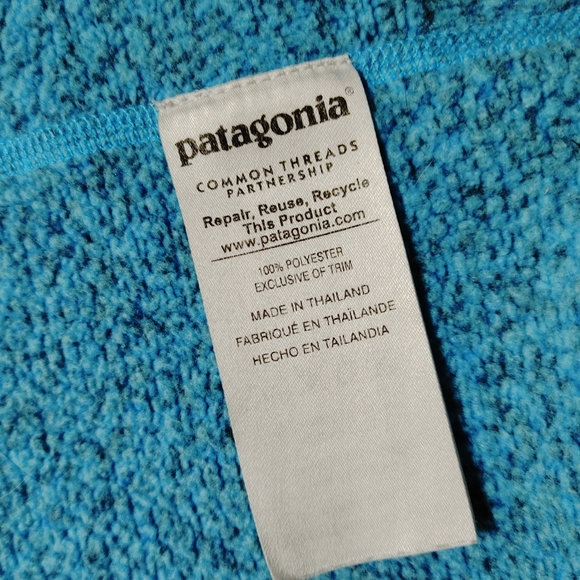 patagonia®
COMMON THREADS
PARTNERSHIP
Repair, Reuse, Recycle
This Product
www.patagonia.com
100% POLYESTER
EXCLUSIVE OF TRIM
MADE IN THAILAND
FABRIQUÉ EN THAÏLANDE
HECHO EN TAILANDIA